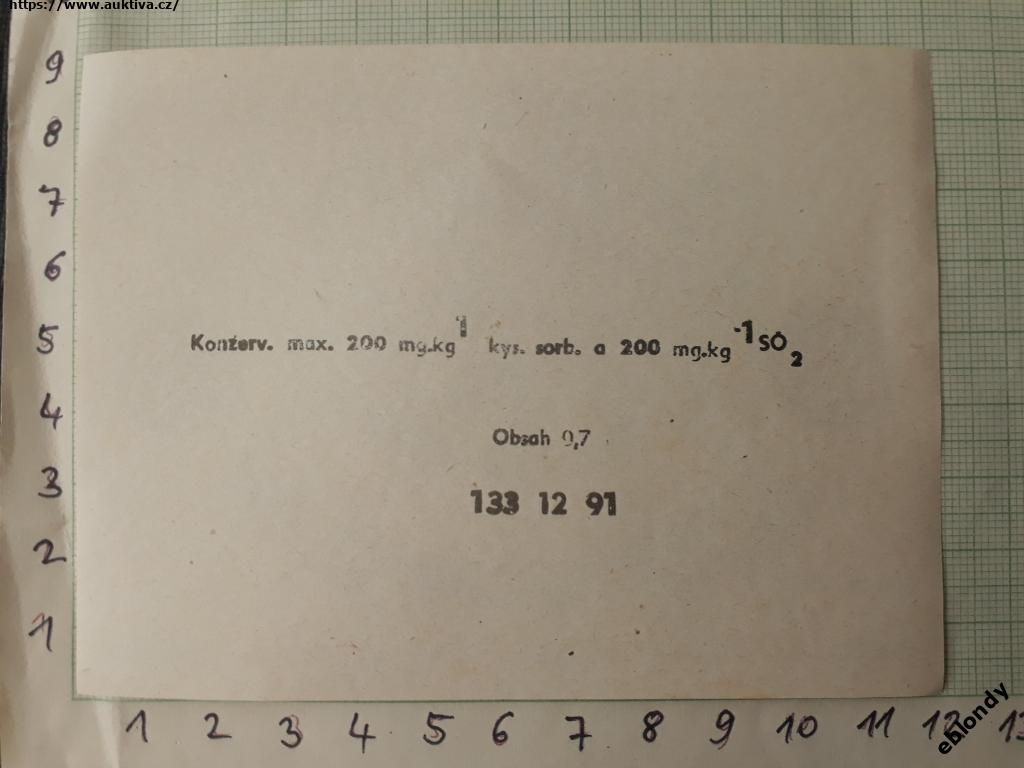 https://www.auktiva.cz/
9
8
7
6
5
4
3
2
1
Konzerv. max. 200 mg.kg⁻¹ kys. sorb. a 200 mg.kg⁻¹ SO₂
Obsah 0,7
133 12 91
1 2 3 4 5 6 7 8 9 10 11 12 13
eblondy